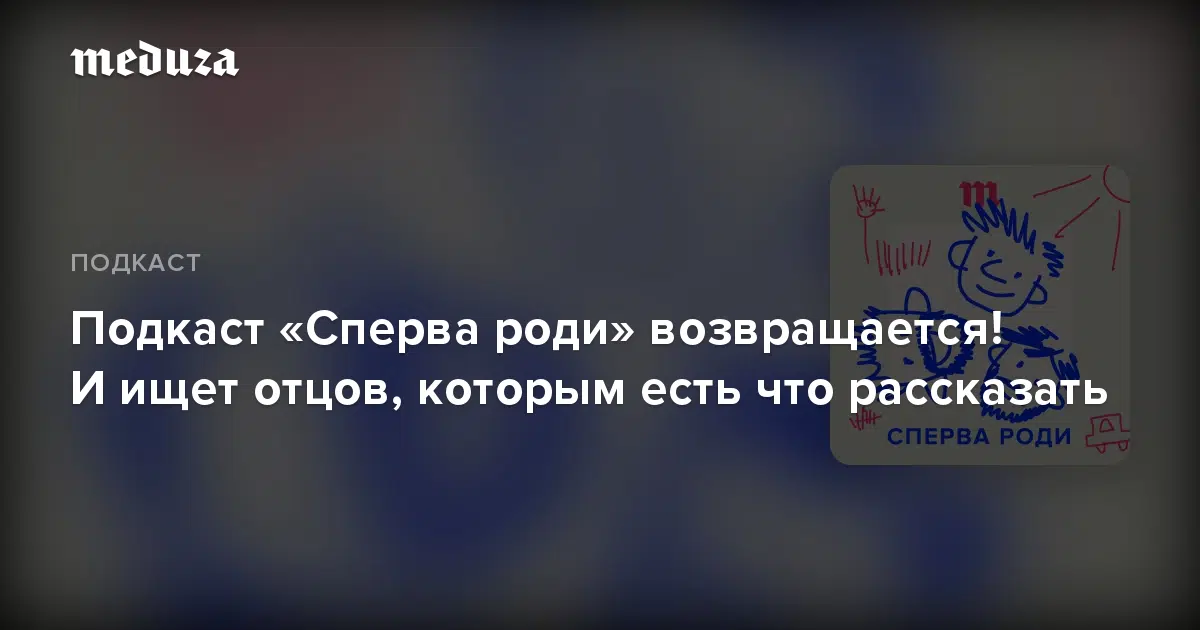 meduza
ПОДКАСТ
Подкаст «Сперва роди» возвращается!
И ищет отцов, которым есть что рассказать
m
СПЕРВА РОДИ